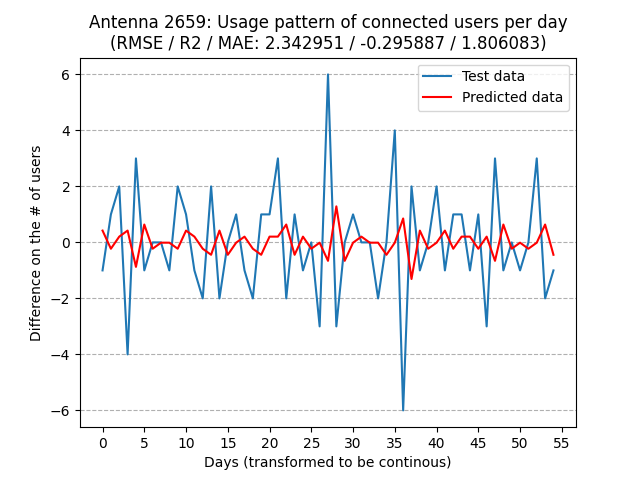 Antenna 2659: Usage pattern of connected users per day
(RMSE / R2 / MAE: 2.342951 / -0.295887 / 1.806083)
Test data
Predicted data
Difference on the # of users
6
4
2
0
−2
−4
−6
0 5 10 15 20 25 30 35 40 45 50 55
Days (transformed to be continous)